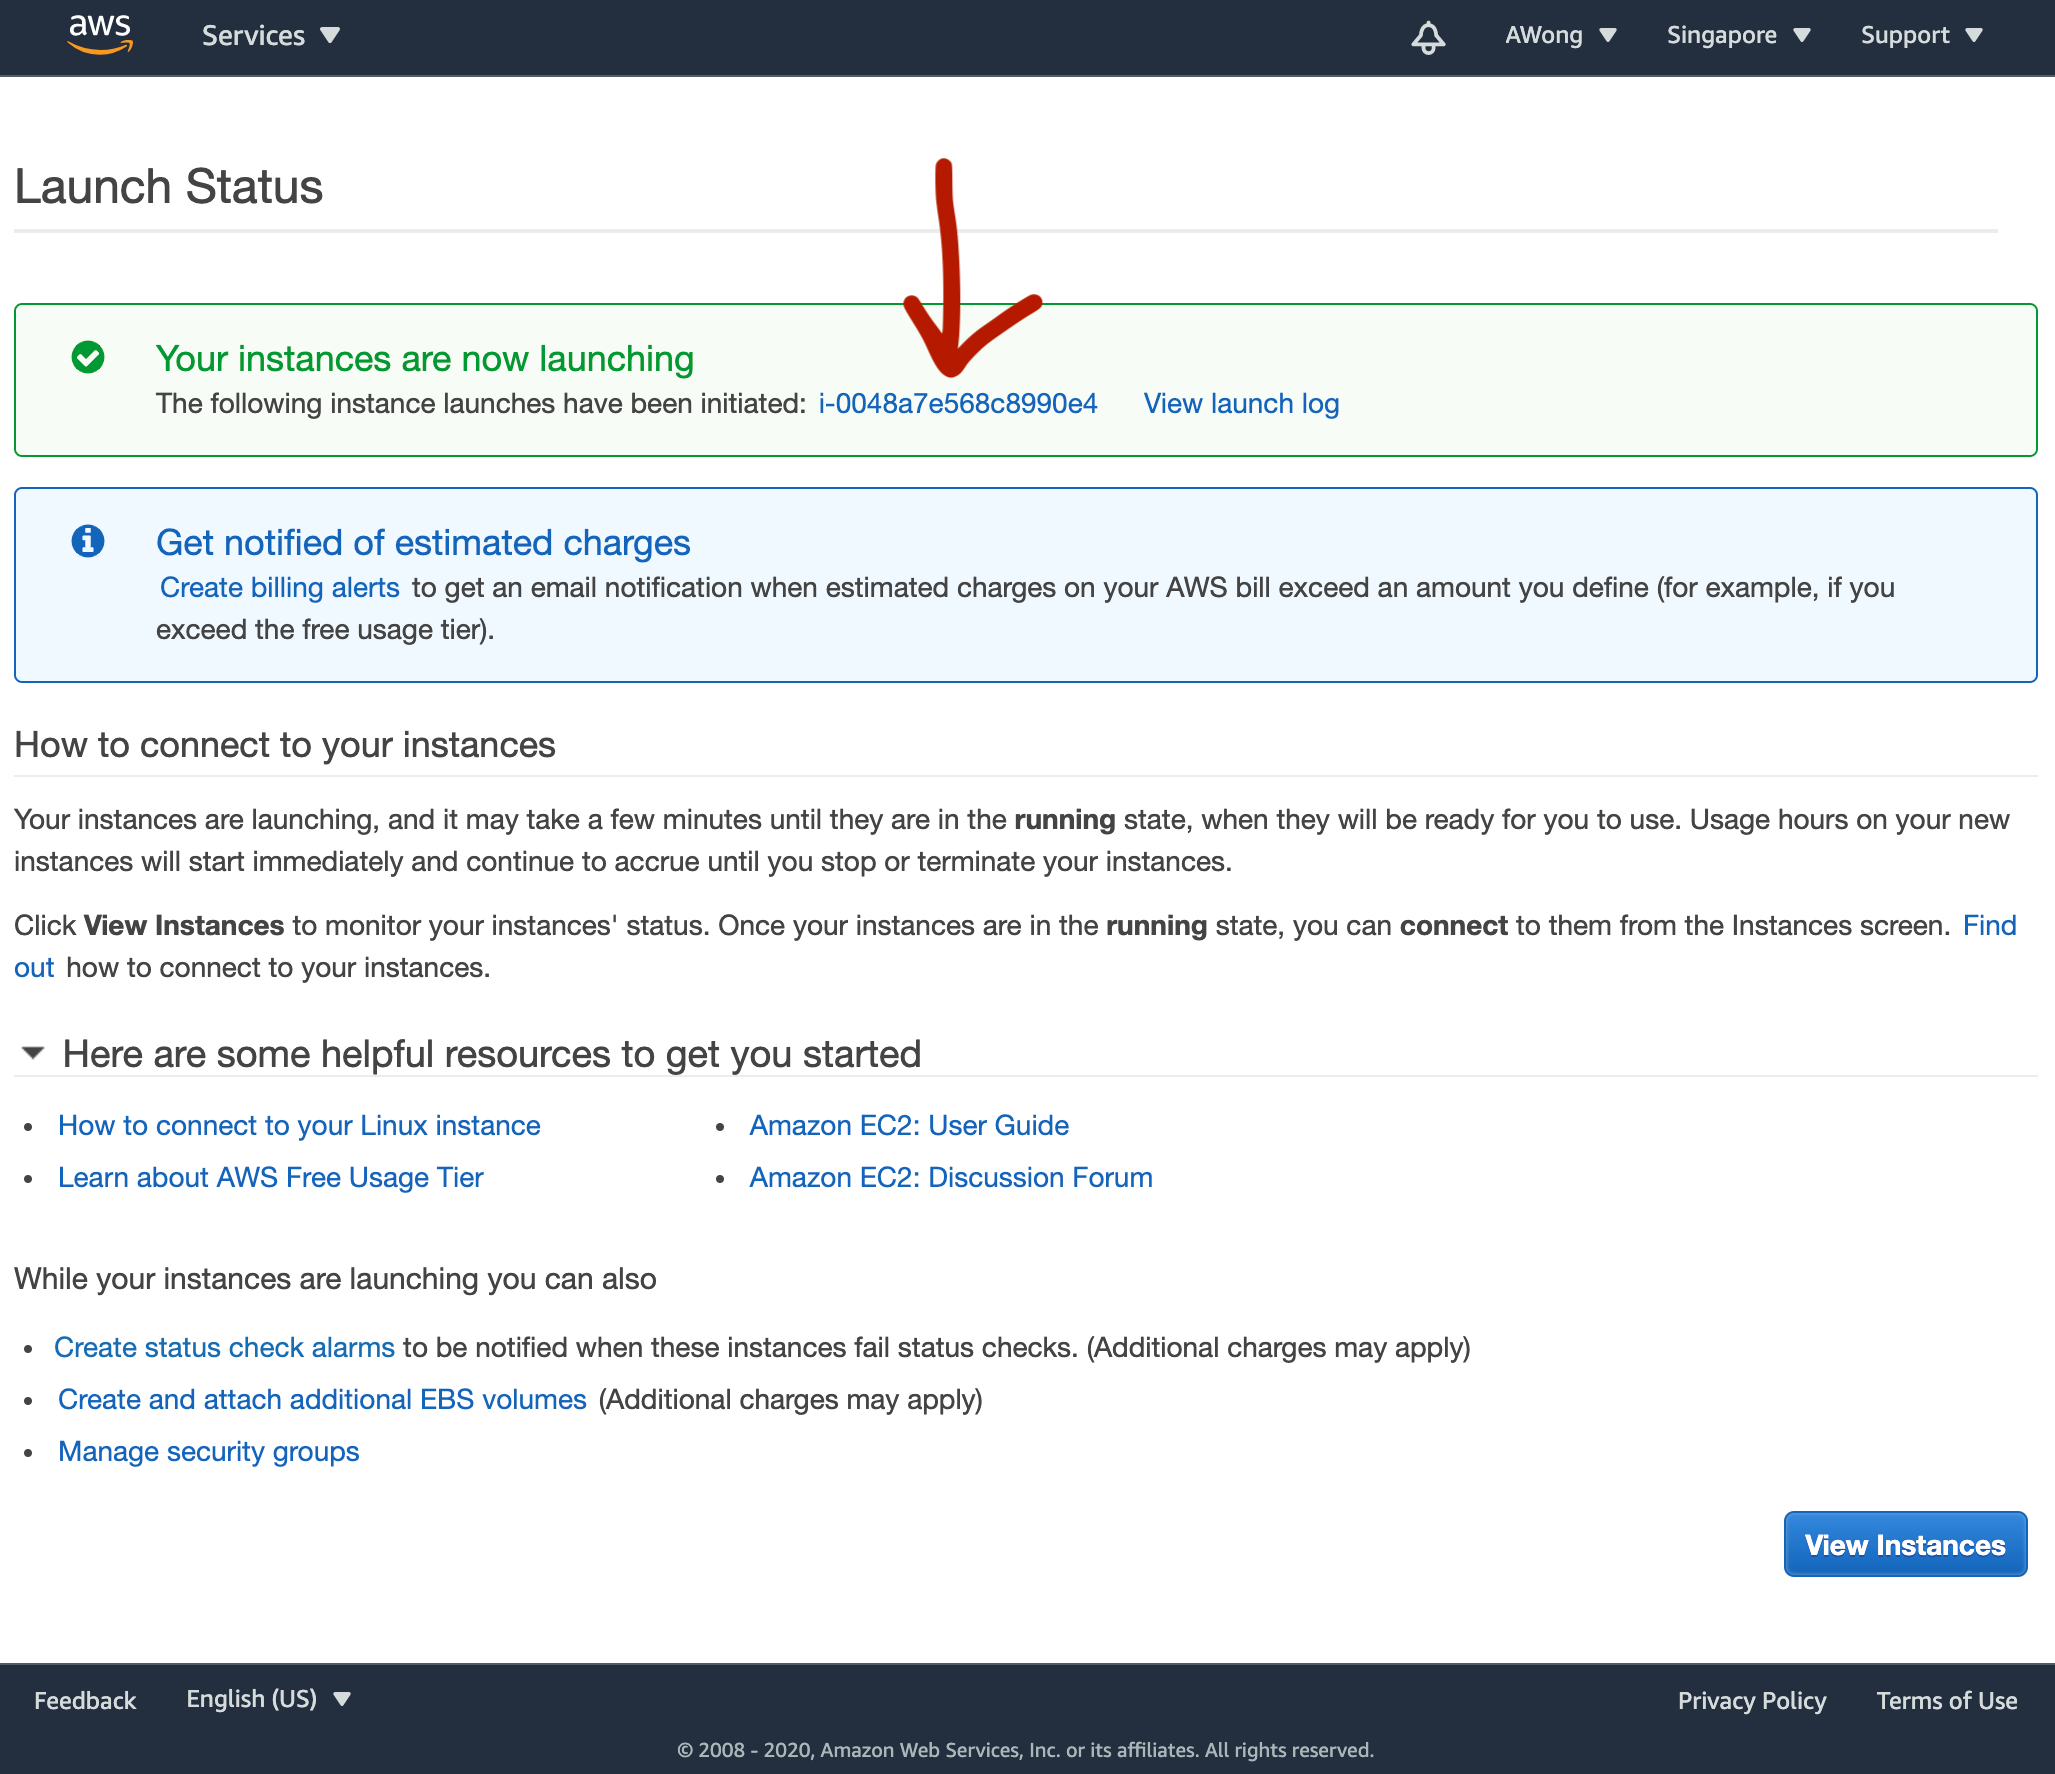 aws Services AWong Singapore Support
Launch Status
Your instances are now launching
The following instance launches have been initiated: i-0048a7e568c8990e4 View launch log
Get notified of estimated charges
Create billing alerts to get an email notification when estimated charges on your AWS bill exceed an amount you define (for example, if you
exceed the free usage tier).
How to connect to your instances
Your instances are launching, and it may take a few minutes until they are in the running state, when they will be ready for you to use. Usage hours on your new
instances will start immediately and continue to accrue until you stop or terminate your instances.
Click View Instances to monitor your instances' status. Once your instances are in the running state, you can connect to them from the Instances screen. Find
out how to connect to your instances.
Here are some helpful resources to get you started
• How to connect to your Linux instance
• Learn about AWS Free Usage Tier
• Amazon EC2: User Guide
• Amazon EC2: Discussion Forum
While your instances are launching you can also
• Create status check alarms to be notified when these instances fail status checks. (Additional charges may apply)
• Create and attach additional EBS volumes (Additional charges may apply)
• Manage security groups
View Instances
Feedback English (US) Privacy Policy Terms of Use
© 2008 - 2020, Amazon Web Services, Inc. or its affiliates. All rights reserved.